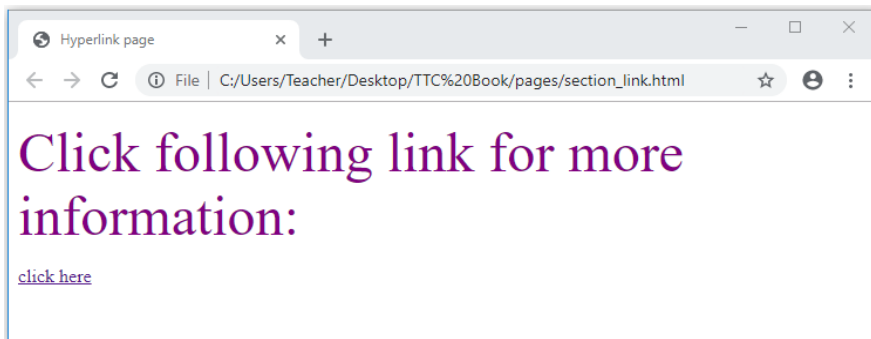 Hyperlink page
File C:/Users/Teacher/Desktop/TTC%20Book/pages/section_link.html
Click following link for more
information:
click here